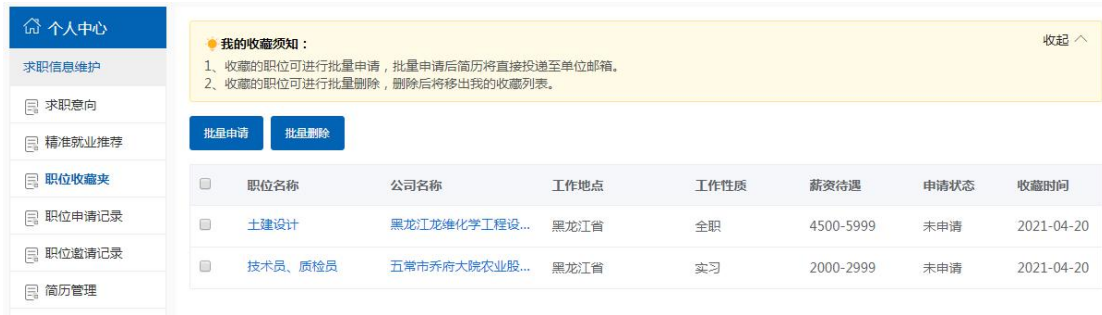 个人中心
求职信息维护
求职意向
精准就业推荐
职位收藏夹
职位申请记录
职位邀请记录
简历管理
我的收藏须知：
收起
1、收藏的职位可进行批量申请，批量申请后简历将直接投递至单位邮箱。
2、收藏的职位可进行批量删除，删除后将移出我的收藏列表。
批量申请 批量删除
职位名称 公司名称 工作地点 工作性质 薪资待遇 申请状态 收藏时间
土建设计 黑龙江龙维化学工程设... 黑龙江省 全职 4500-5999 未申请 2021-04-20
技术员、质检员 五常市乔府大院农业股... 黑龙江省 实习 2000-2999 未申请 2021-04-20